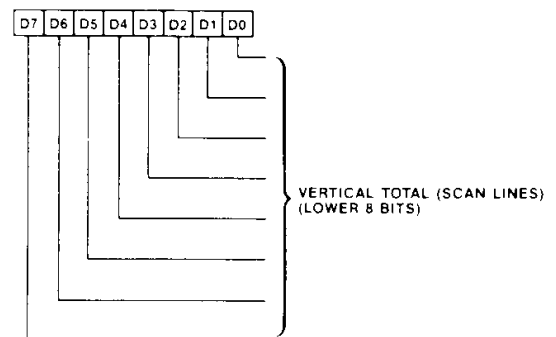 D7 D6 D5 D4 D3 D2 D1 D0
VERTICAL TOTAL (SCAN LINES)
(LOWER 8 BITS)